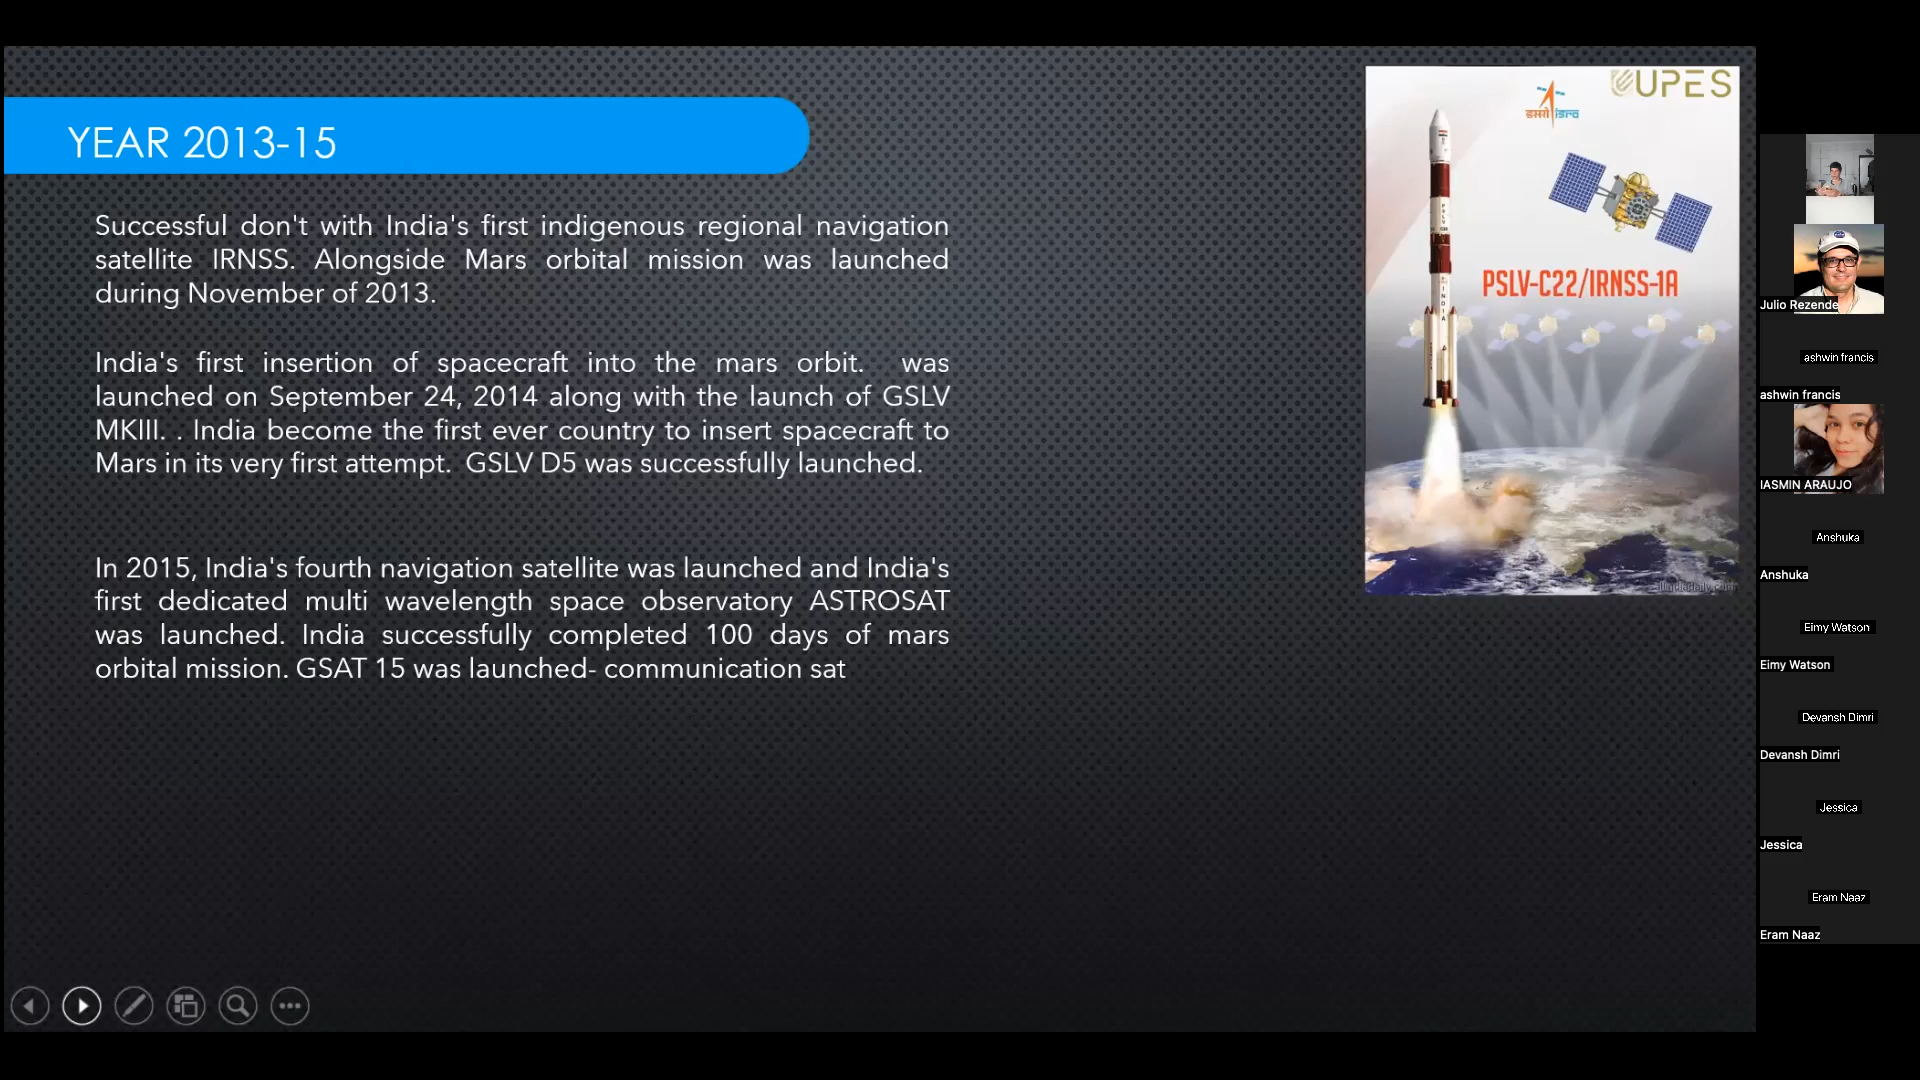 YEAR 2013-15
Successful don't with India's first indigenous regional navigation
satellite IRNSS. Alongside Mars orbital mission was launched
during November of 2013.
India's first insertion of spacecraft into the mars orbit. was
launched on September 24, 2014 along with the launch of GSLV
MKIII. . India become the first ever country to insert spacecraft to
Mars in its very first attempt. GSLV D5 was successfully launched.
In 2015, India's fourth navigation satellite was launched and India's
first dedicated multi wavelength space observatory ASTROSAT
was launched. India successfully completed 100 days of mars
orbital mission. GSAT 15 was launched- communication sat
UPES
इसरो isro
PSLV-C22/IRNSS-1A
PSLV C22
INDIA
Julio Rezende
ashwin francis
ashwin francis
IASMIN ARAUJO
Anshuka
Anshuka
Eimy Watson
Eimy Watson
Devansh Dimri
Devansh Dimri
Jessica
Jessica
Eram Naaz
Eram Naaz